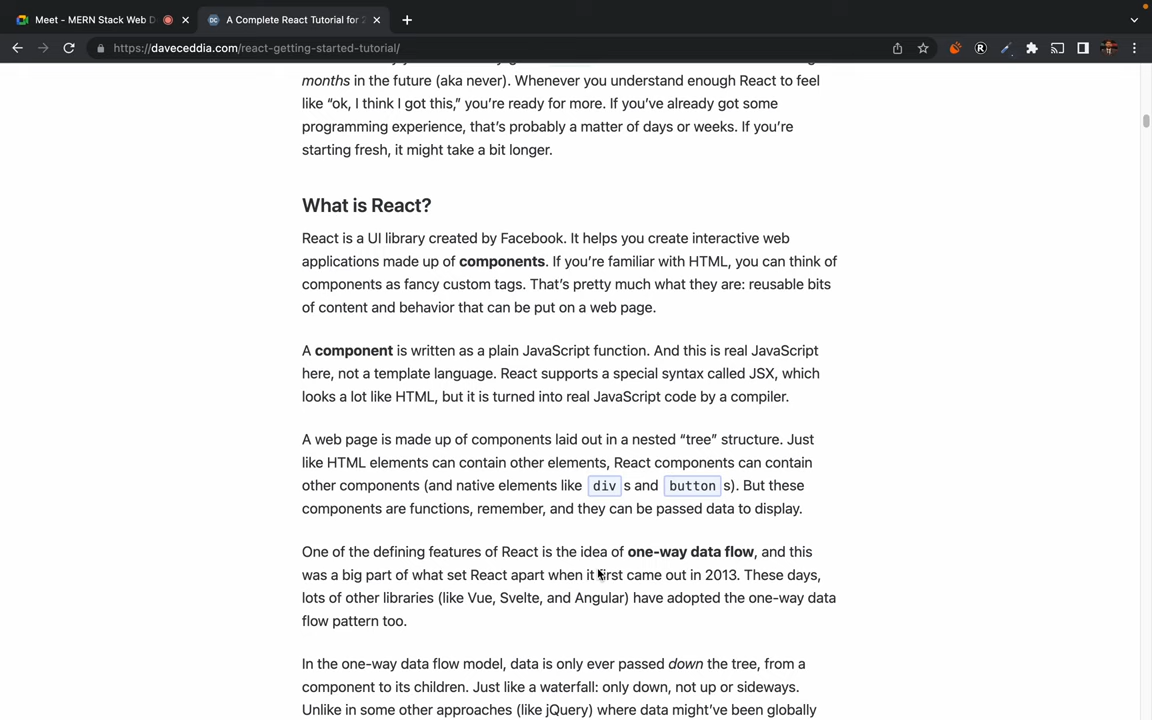 Meet - MERN Stack Web D
A Complete React Tutorial for 2
https://daveceddia.com/react-getting-started-tutorial/
months in the future (aka never). Whenever you understand enough React to feel
like “ok, I think I got this,” you’re ready for more. If you’ve already got some
programming experience, that’s probably a matter of days or weeks. If you’re
starting fresh, it might take a bit longer.
What is React?
React is a UI library created by Facebook. It helps you create interactive web
applications made up of components. If you’re familiar with HTML, you can think of
components as fancy custom tags. That’s pretty much what they are: reusable bits
of content and behavior that can be put on a web page.
A component is written as a plain JavaScript function. And this is real JavaScript
here, not a template language. React supports a special syntax called JSX, which
looks a lot like HTML, but it is turned into real JavaScript code by a compiler.
A web page is made up of components laid out in a nested “tree” structure. Just
like HTML elements can contain other elements, React components can contain
other components (and native elements like div s and button s). But these
components are functions, remember, and they can be passed data to display.
One of the defining features of React is the idea of one-way data flow, and this
was a big part of what set React apart when it first came out in 2013. These days,
lots of other libraries (like Vue, Svelte, and Angular) have adopted the one-way data
flow pattern too.
In the one-way data flow model, data is only ever passed down the tree, from a
component to its children. Just like a waterfall: only down, not up or sideways.
Unlike in some other approaches (like jQuery) where data might’ve been globally